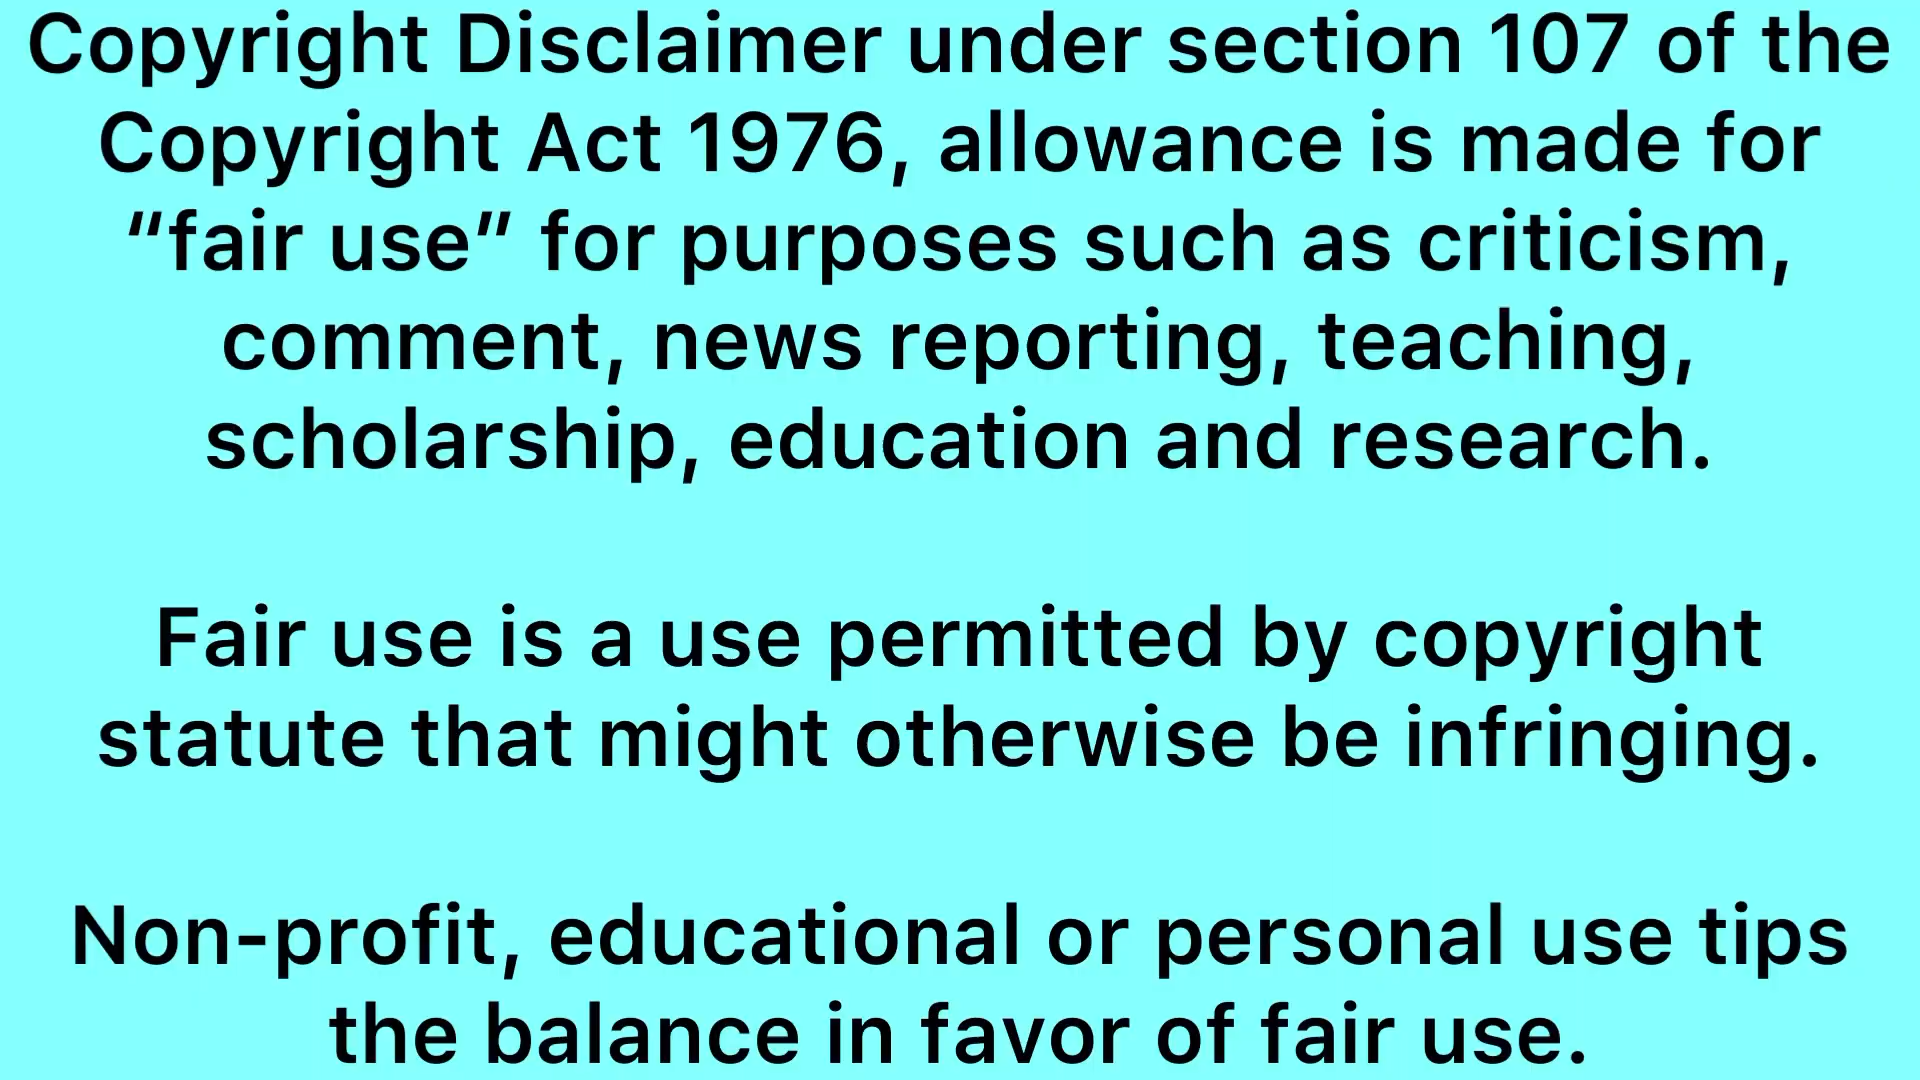 Copyright Disclaimer under section 107 of the
Copyright Act 1976, allowance is made for
“fair use” for purposes such as criticism,
comment, news reporting, teaching,
scholarship, education and research.
Fair use is a use permitted by copyright
statute that might otherwise be infringing.
Non-profit, educational or personal use tips
the balance in favor of fair use.